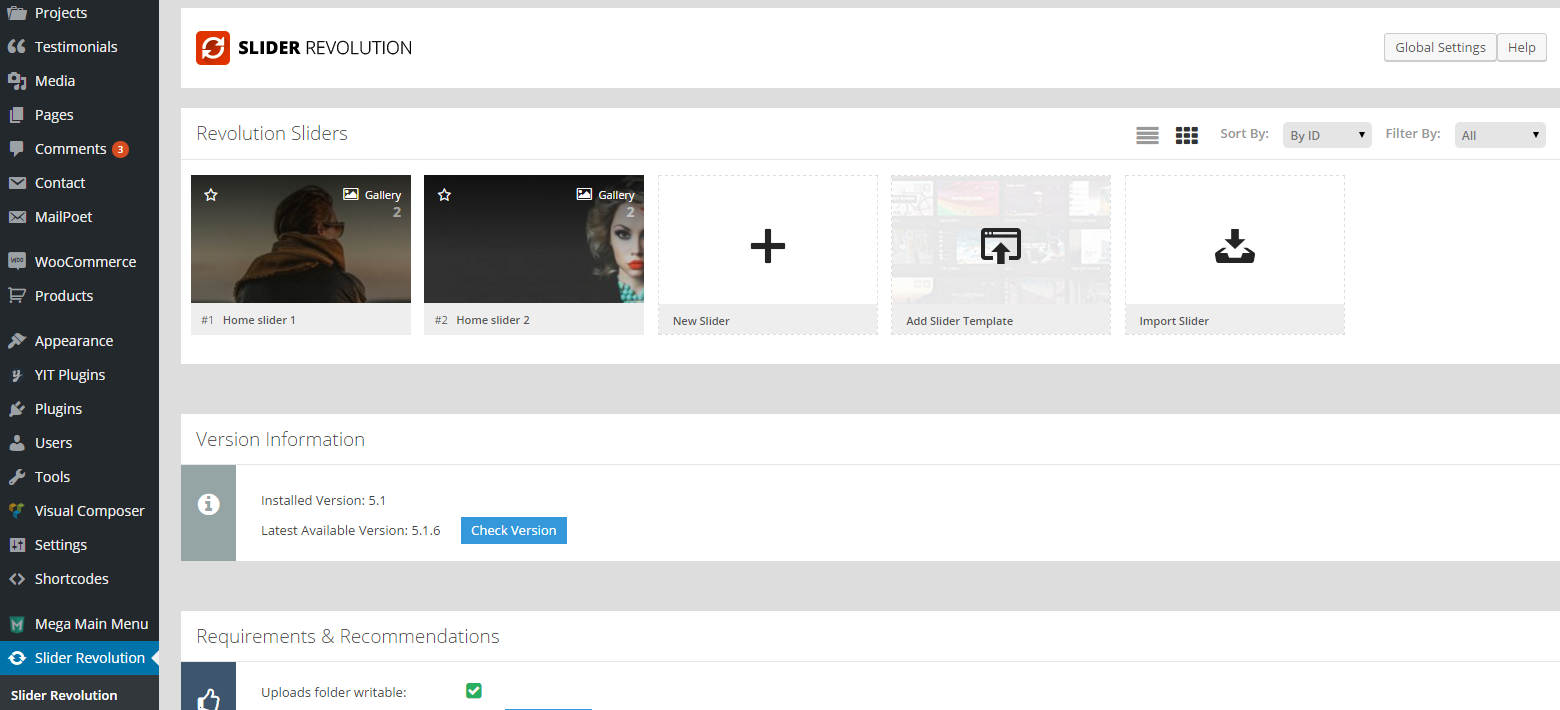 Projects
Testimonials
Media
Pages
Comments 3
Contact
MailPoet
WooCommerce
Products
Appearance
YIT Plugins
Plugins
Users
Tools
Visual Composer
Settings
Shortcodes
Mega Main Menu
Slider Revolution
Slider Revolution
SLIDER REVOLUTION
Global Settings Help
Revolution Sliders
Sort By: By ID Filter By: All
Gallery
2
#1 Home slider 1
Gallery
2
#2 Home slider 2
New Slider
Add Slider Template
Import Slider
Version Information
Installed Version: 5.1
Latest Available Version: 5.1.6 Check Version
Requirements & Recommendations
Uploads folder writable: